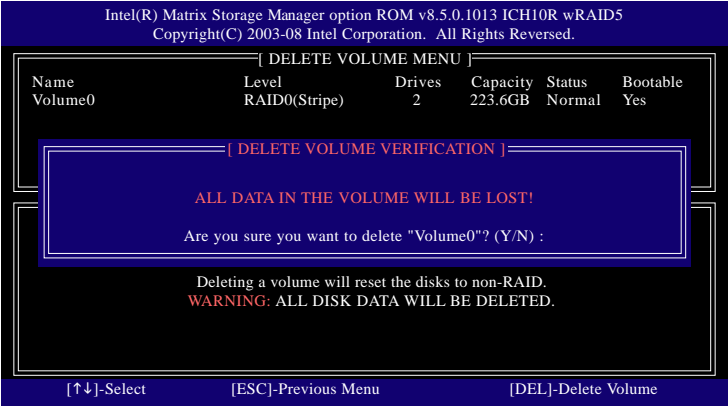 Intel(R) Matrix Storage Manager option ROM v8.5.0.1013 ICH10R wRAID5
Copyright(C) 2003-08 Intel Corporation. All Rights Reversed.
[ DELETE VOLUME MENU ]
Name Level Drives Capacity Status Bootable
Volume0 RAID0(Stripe) 2 223.6GB Normal Yes
[ DELETE VOLUME VERIFICATION ]
ALL DATA IN THE VOLUME WILL BE LOST!
Are you sure you want to delete "Volume0"? (Y/N) :
Deleting a volume will reset the disks to non-RAID.
WARNING: ALL DISK DATA WILL BE DELETED.
[↑↓]-Select [ESC]-Previous Menu [DEL]-Delete Volume